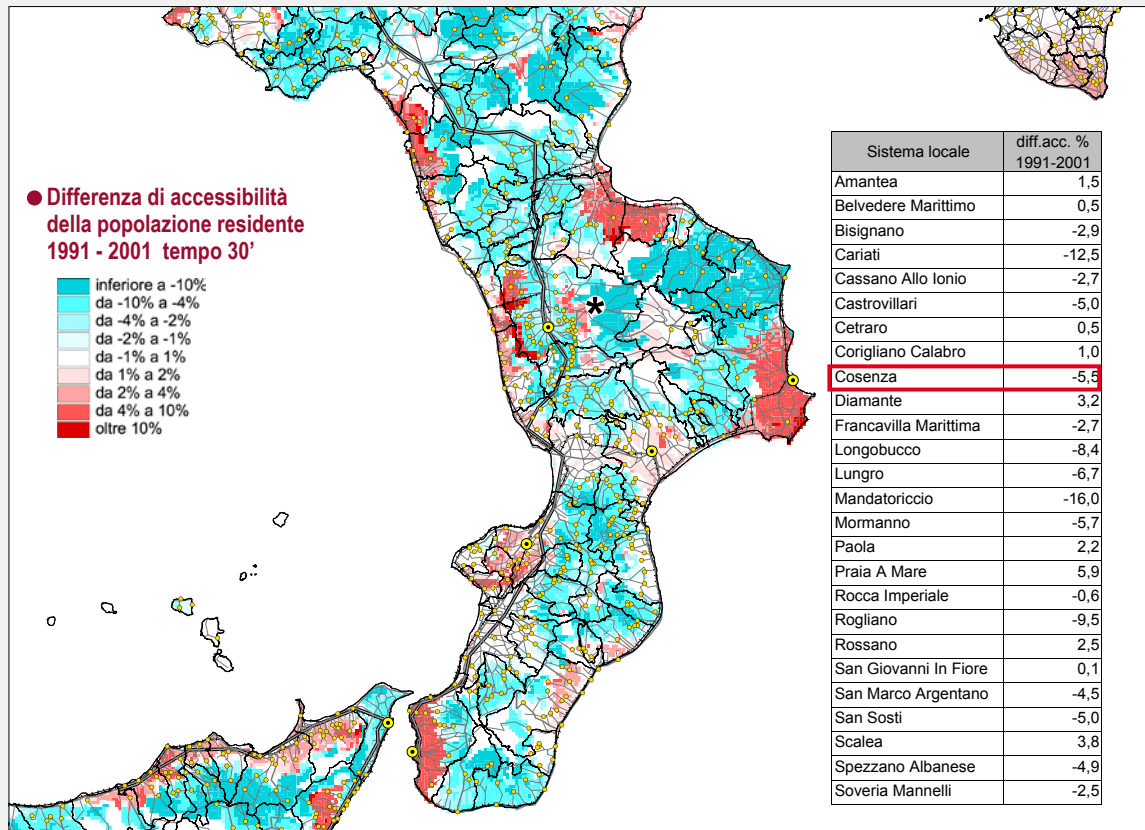 Differenza di accessibilità
della popolazione residente
1991 - 2001 tempo 30'
inferiore a -10%
da -10% a -4%
da -4% a -2%
da -2% a -1%
da -1% a 1%
da 1% a 2%
da 2% a 4%
da 4% a 10%
oltre 10%
*
Sistema locale diff.acc. % 1991-2001
Amantea 1,5
Belvedere Marittimo 0,5
Bisignano -2,9
Cariati -12,5
Cassano Allo Ionio -2,7
Castrovillari -5,0
Cetraro 0,5
Corigliano Calabro 1,0
Cosenza -5,5
Diamante 3,2
Francavilla Marittima -2,7
Longobucco -8,4
Lungro -6,7
Mandatoriccio -16,0
Mormanno -5,7
Paola 2,2
Praia A Mare 5,9
Rocca Imperiale -0,6
Rogliano -9,5
Rossano 2,5
San Giovanni In Fiore 0,1
San Marco Argentano -4,5
San Sosti -5,0
Scalea 3,8
Spezzano Albanese -4,9
Soveria Mannelli -2,5